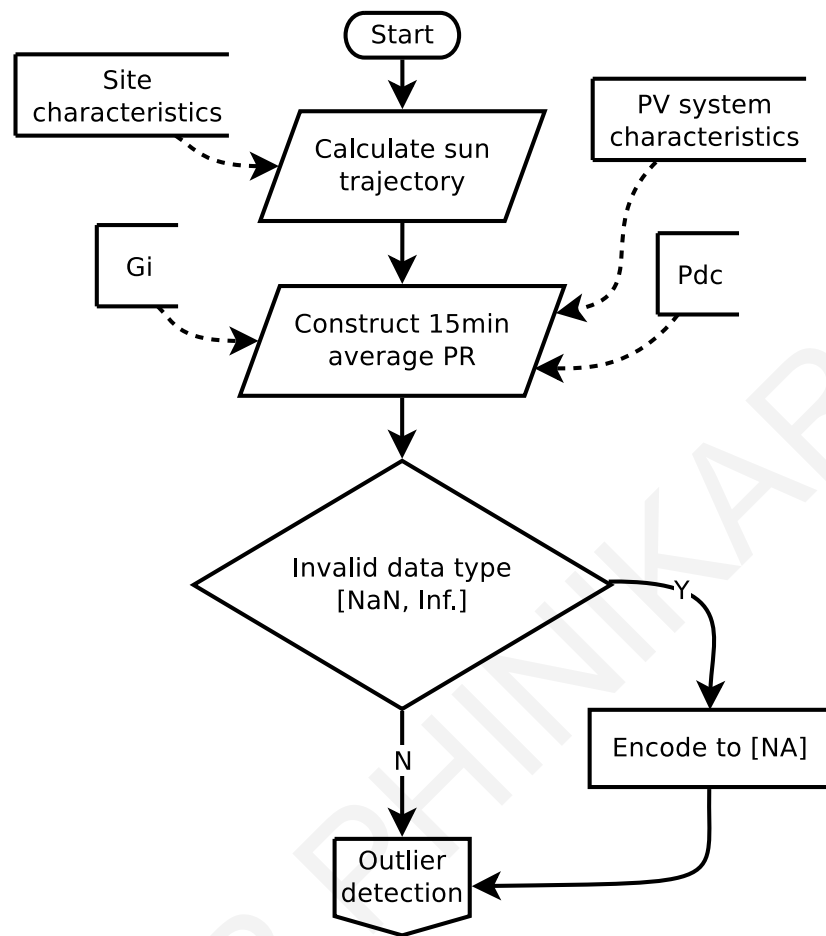 Start
Site
characteristics
PV system
characteristics
Calculate sun
trajectory
Gi
Pdc
Construct 15min
average PR
Invalid data type
[NaN, Inf.]
Y
N
Encode to [NA]
Outlier
detection
PHINIKAR